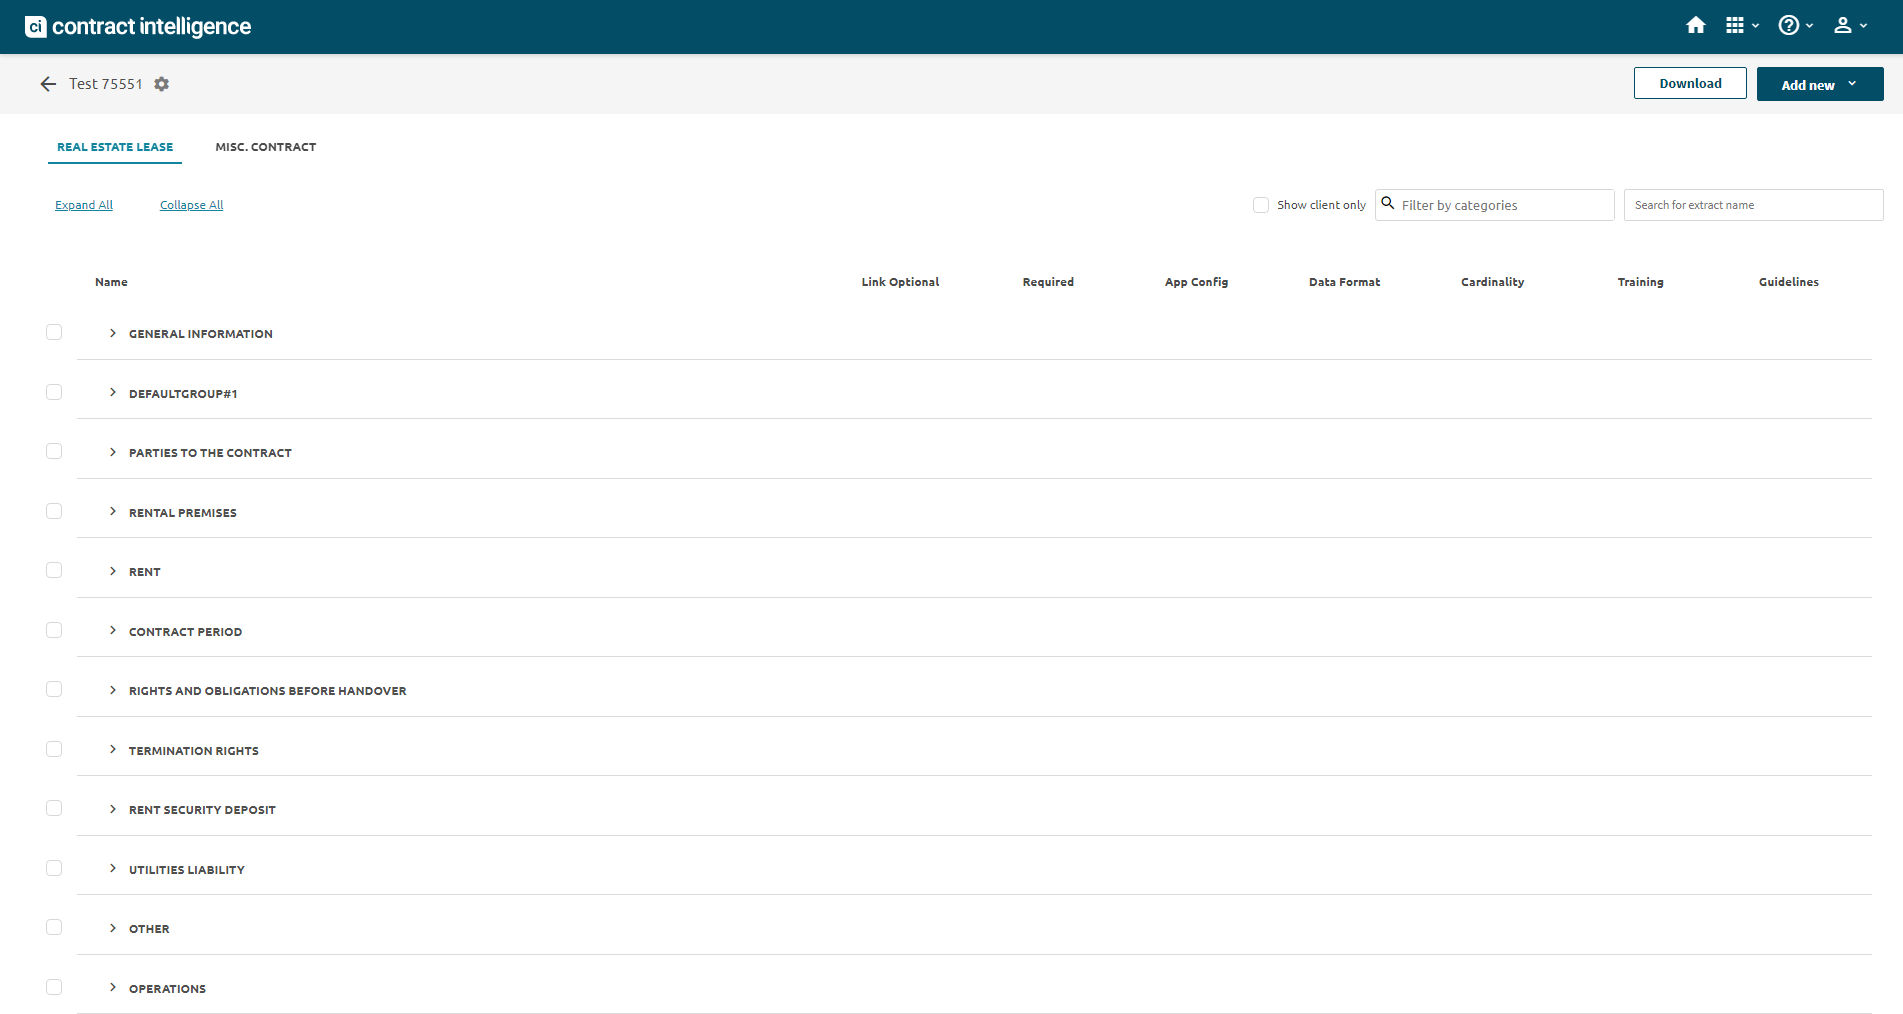 ci contract intelligence
Test 75551
Download
Add new
REAL ESTATE LEASE
MISC. CONTRACT
Expand All
Collapse All
Show client only
Filter by categories
Search for extract name
Name
Link Optional
Required
App Config
Data Format
Cardinality
Training
Guidelines
GENERAL INFORMATION
DEFAULTGROUP#1
PARTIES TO THE CONTRACT
RENTAL PREMISES
RENT
CONTRACT PERIOD
RIGHTS AND OBLIGATIONS BEFORE HANDOVER
TERMINATION RIGHTS
RENT SECURITY DEPOSIT
UTILITIES LIABILITY
OTHER
OPERATIONS